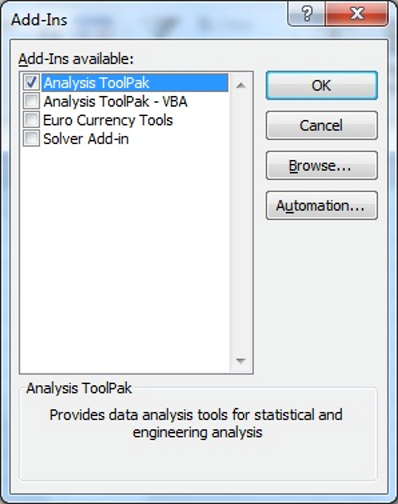 Add-Ins
?
Add-Ins available:
Analysis ToolPak
Analysis ToolPak - VBA
Euro Currency Tools
Solver Add-in
OK
Cancel
Browse...
Automation...
Analysis ToolPak
Provides data analysis tools for statistical and
engineering analysis